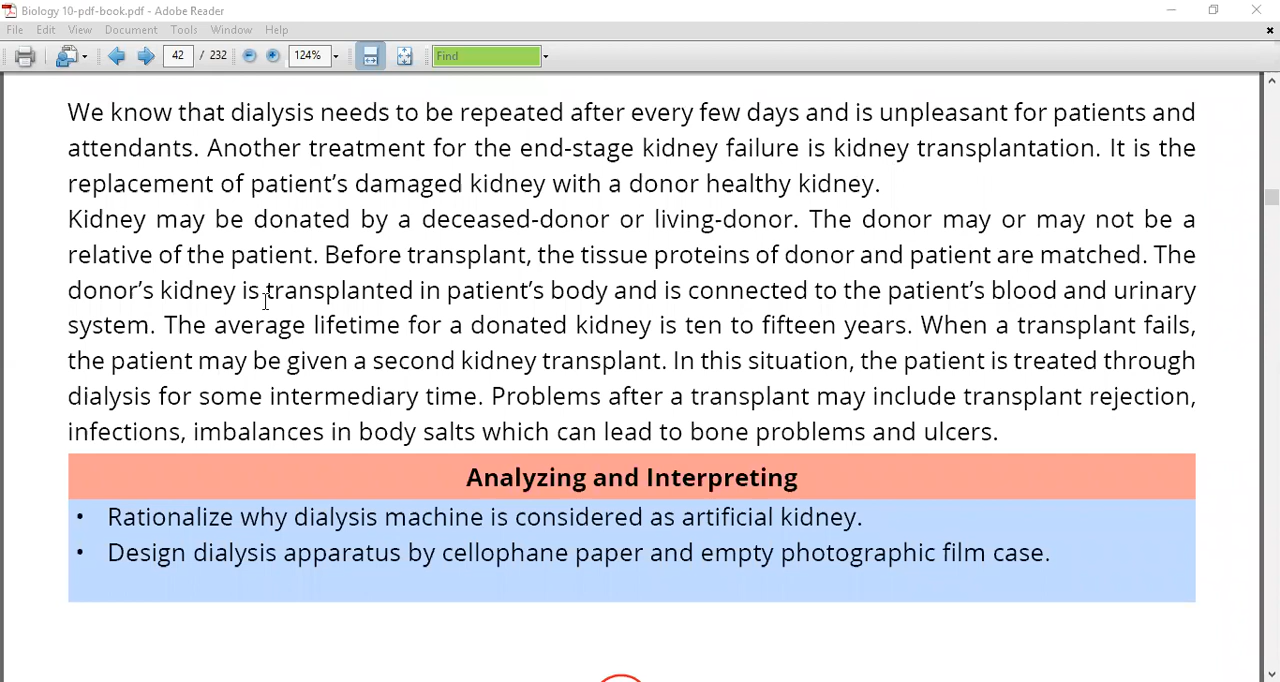 Biology 10-pdf-book.pdf - Adobe Reader
File Edit View Document Tools Window Help
42 / 232 124% Find
We know that dialysis needs to be repeated after every few days and is unpleasant for patients and
attendants. Another treatment for the end-stage kidney failure is kidney transplantation. It is the
replacement of patient’s damaged kidney with a donor healthy kidney.
Kidney may be donated by a deceased-donor or living-donor. The donor may or may not be a
relative of the patient. Before transplant, the tissue proteins of donor and patient are matched. The
donor’s kidney is transplanted in patient’s body and is connected to the patient’s blood and urinary
system. The average lifetime for a donated kidney is ten to fifteen years. When a transplant fails,
the patient may be given a second kidney transplant. In this situation, the patient is treated through
dialysis for some intermediary time. Problems after a transplant may include transplant rejection,
infections, imbalances in body salts which can lead to bone problems and ulcers.
Analyzing and Interpreting
• Rationalize why dialysis machine is considered as artificial kidney.
• Design dialysis apparatus by cellophane paper and empty photographic film case.